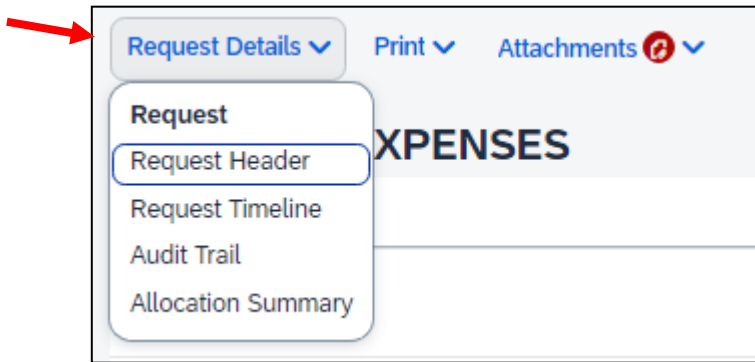 Request Details Print Attachments
Request
XPENSES
Request Header
Request Timeline
Audit Trail
Allocation Summary